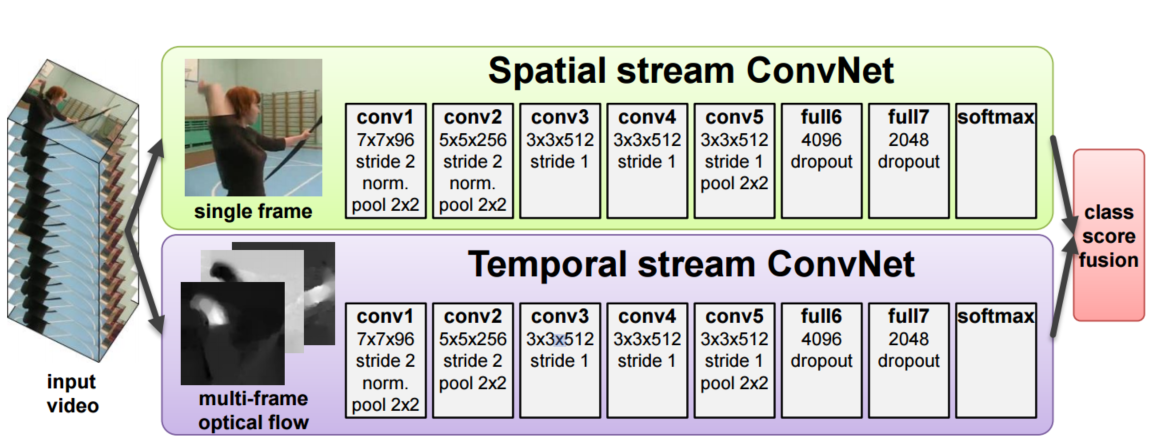 Spatial stream ConvNet
conv1
7x7x96
stride 2
norm.
pool 2x2
conv2
5x5x256
stride 2
norm.
pool 2x2
conv3
3x3x512
stride 1
conv4
3x3x512
stride 1
conv5
3x3x512
stride 1
pool 2x2
full6
4096
dropout
full7
2048
dropout
softmax
single frame
Temporal stream ConvNet
conv1
7x7x96
stride 2
norm.
pool 2x2
conv2
5x5x256
stride 2
pool 2x2
conv3
3x3x512
stride 1
conv4
3x3x512
stride 1
conv5
3x3x512
stride 1
pool 2x2
full6
4096
dropout
full7
2048
dropout
softmax
multi-frame
optical flow
input
video
class
score
fusion